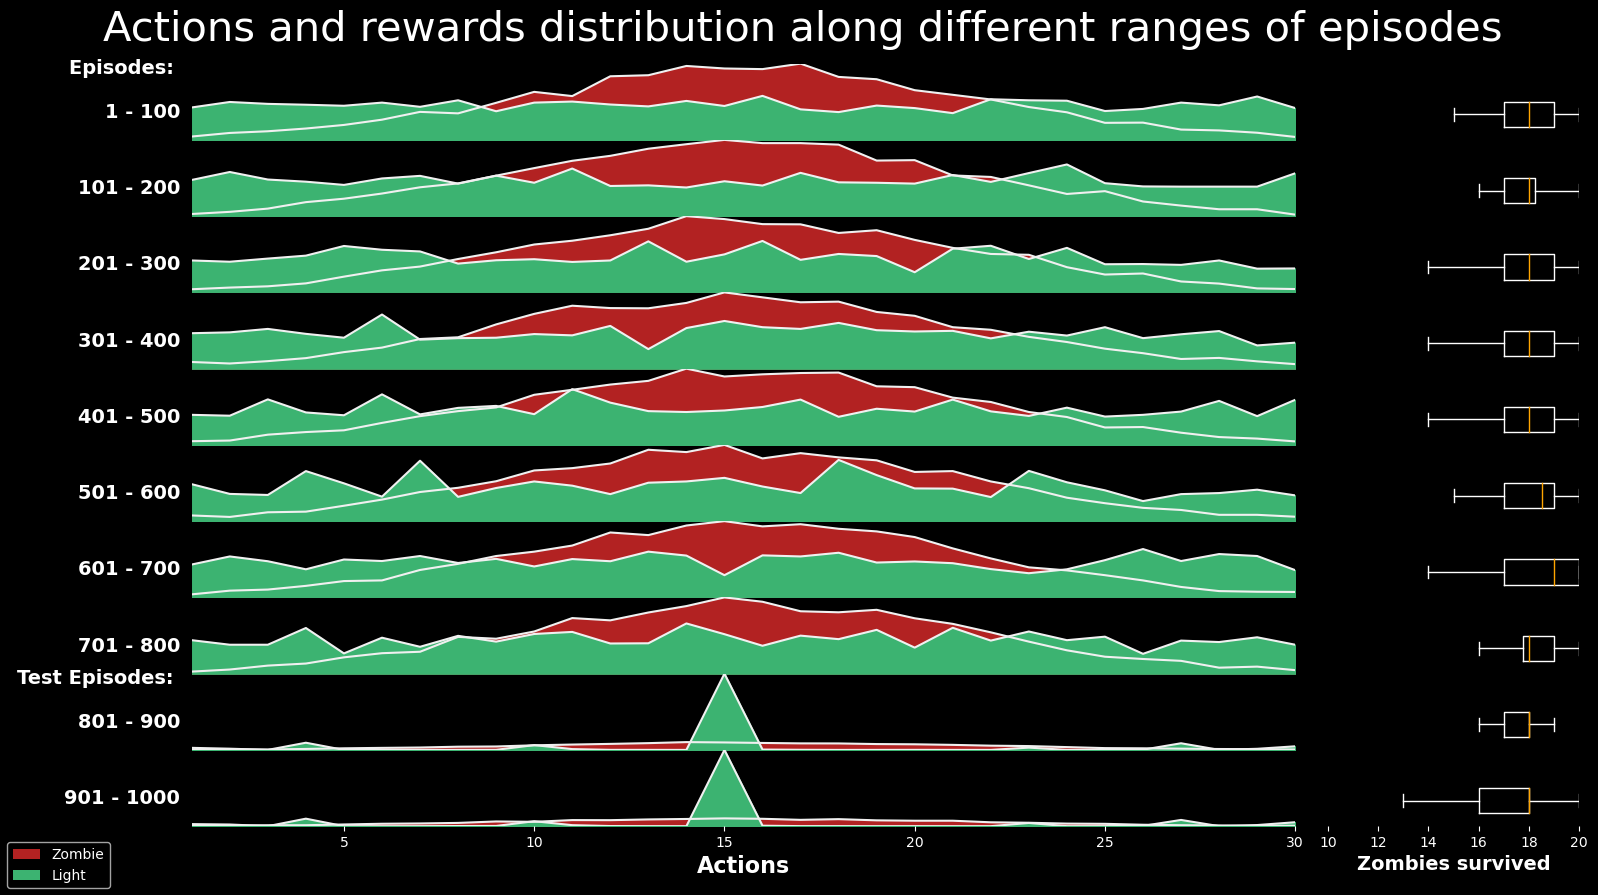 Actions and rewards distribution along different ranges of episodes
Episodes:
1 - 100
101 - 200
201 - 300
301 - 400
401 - 500
501 - 600
601 - 700
701 - 800
Test Episodes:
801 - 900
901 - 1000
5 10 15 20 25 30
10 12 14 16 18 20
Actions
Zombies survived
Zombie
Light